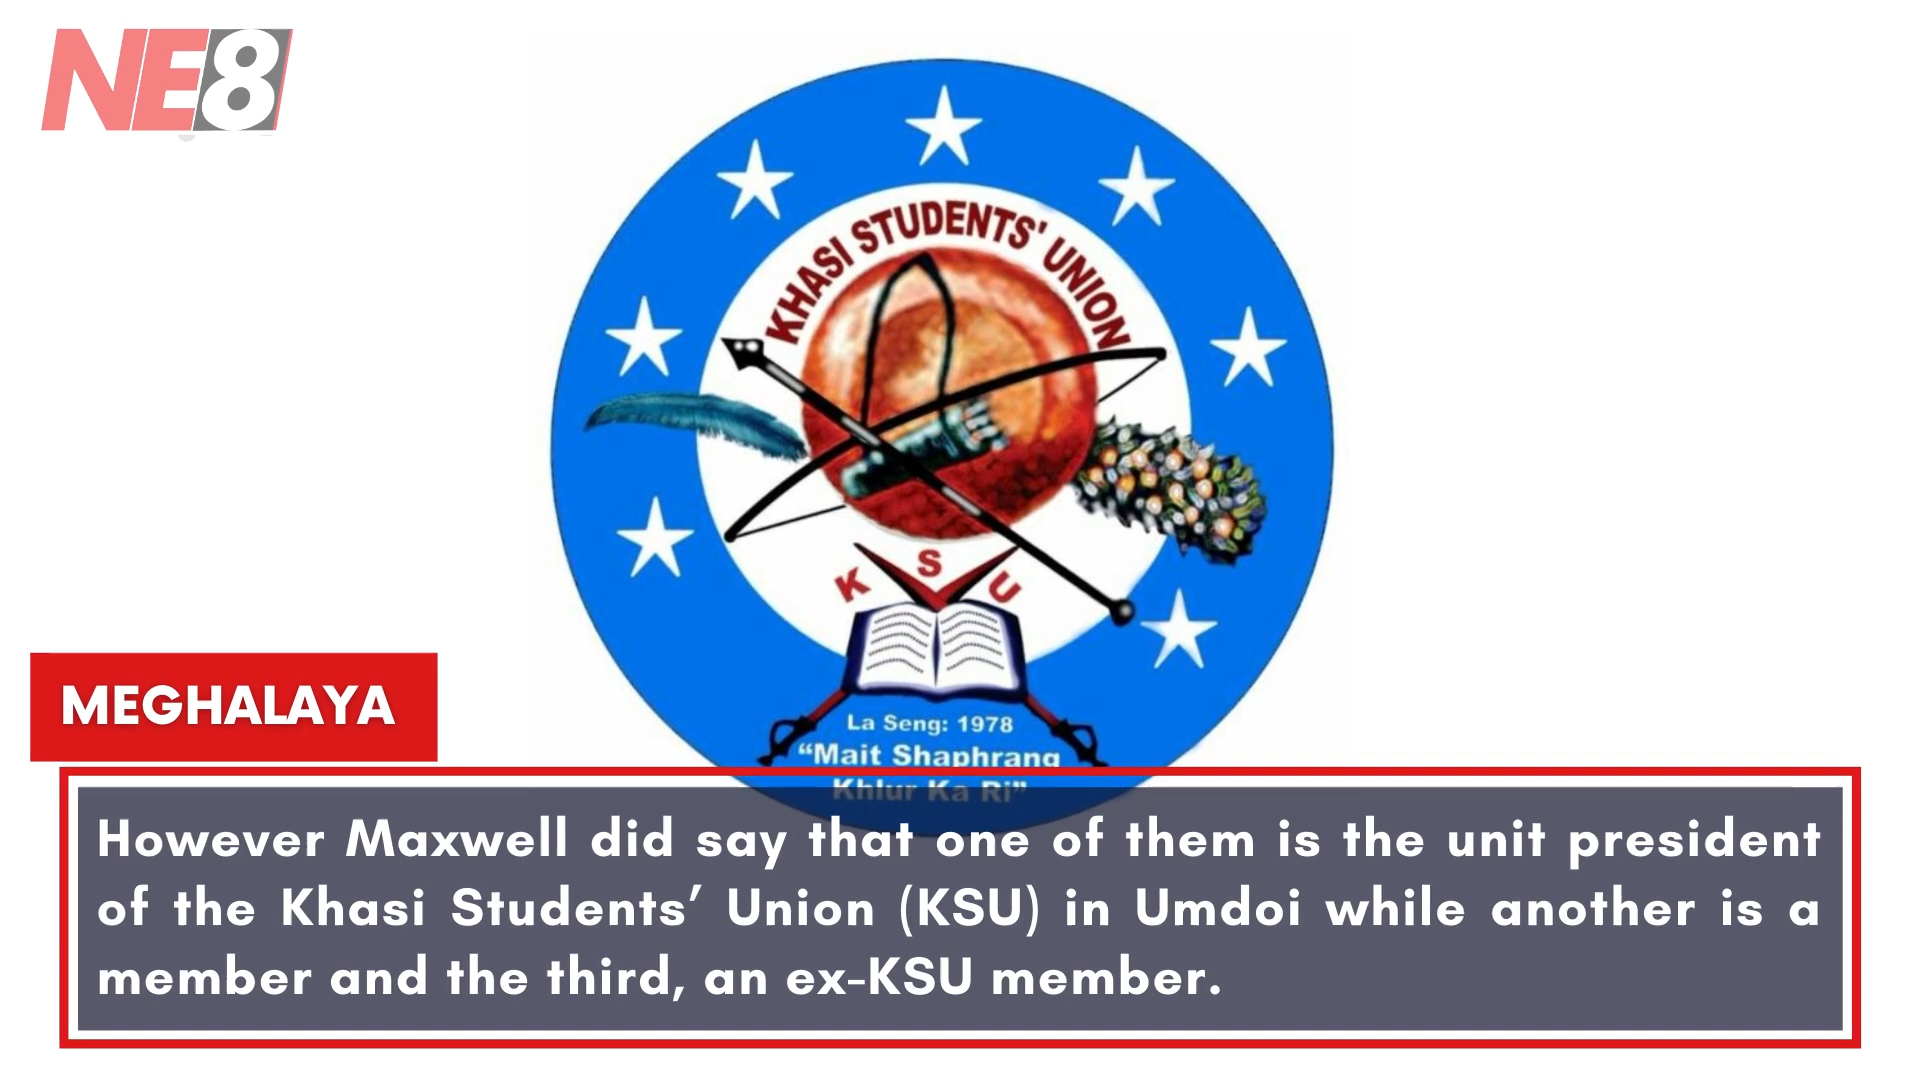 NE8
KHASI STUDENTS' UNION
K S U
La Seng: 1978
“Mait Shaphrang
Khlur Ka Ri”
MEGHALAYA
However Maxwell did say that one of them is the unit president
of the Khasi Students’ Union (KSU) in Umdoi while another is a
member and the third, an ex-KSU member.